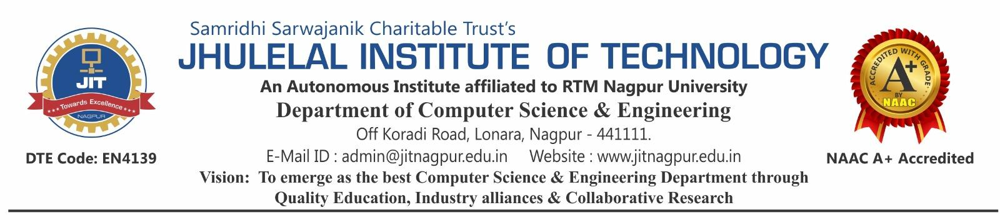 Samridhi Sarwajanik Charitable Trust's
JHULELAL INSTITUTE OF TECHNOLOGY
An Autonomous Institute affiliated to RTM Nagpur University
Department of Computer Science & Engineering
Off Koradi Road, Lonara, Nagpur - 441111.
E-Mail ID : admin@jitnagpur.edu.in Website : www.jitnagpur.edu.in
Vision: To emerge as the best Computer Science & Engineering Department through
Quality Education, Industry alliances & Collaborative Research
JIT
Towards Excellence
NAGPUR
DTE Code: EN4139
ACCREDITED WITH GRADE
A+
BY
NAAC
NAAC A+ Accredited